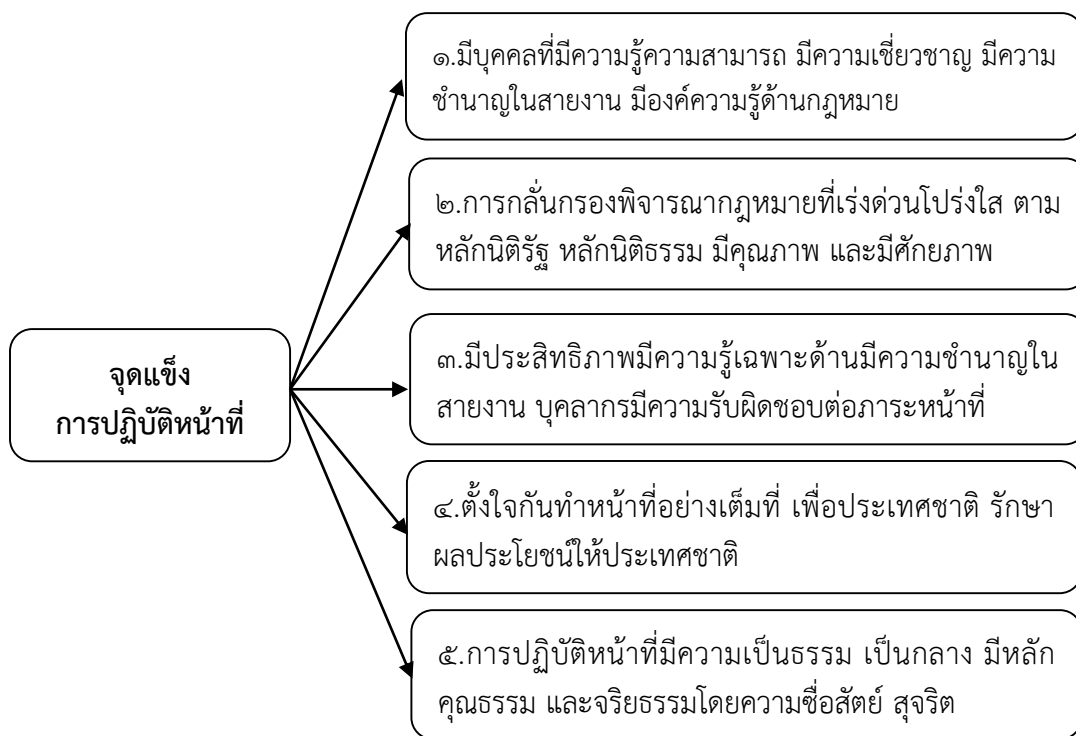 ๑.มีบุคคลที่มีความรู้ความสามารถ มีความเชี่ยวชาญ มีความ
ชำนาญในสายงาน มีองค์ความรู้ด้านกฎหมาย
๒.การกลั่นกรองพิจารณากฎหมายที่เร่งด่วนโปร่งใส ตาม
หลักนิติรัฐ หลักนิติธรรม มีคุณภาพ และมีศักยภาพ
จุดแข็ง
การปฏิบัติหน้าที่
๓.มีประสิทธิภาพมีความรู้เฉพาะด้านมีความชำนาญใน
สายงาน บุคลากรมีความรับผิดชอบต่อภาระหน้าที่
๔.ตั้งใจกันทำหน้าที่อย่างเต็มที่ เพื่อประเทศชาติ รักษา
ผลประโยชน์ให้ประเทศชาติ
๕.การปฏิบัติหน้าที่มีความเป็นธรรม เป็นกลาง มีหลัก
คุณธรรม และจริยธรรมโดยความซื่อสัตย์ สุจริต